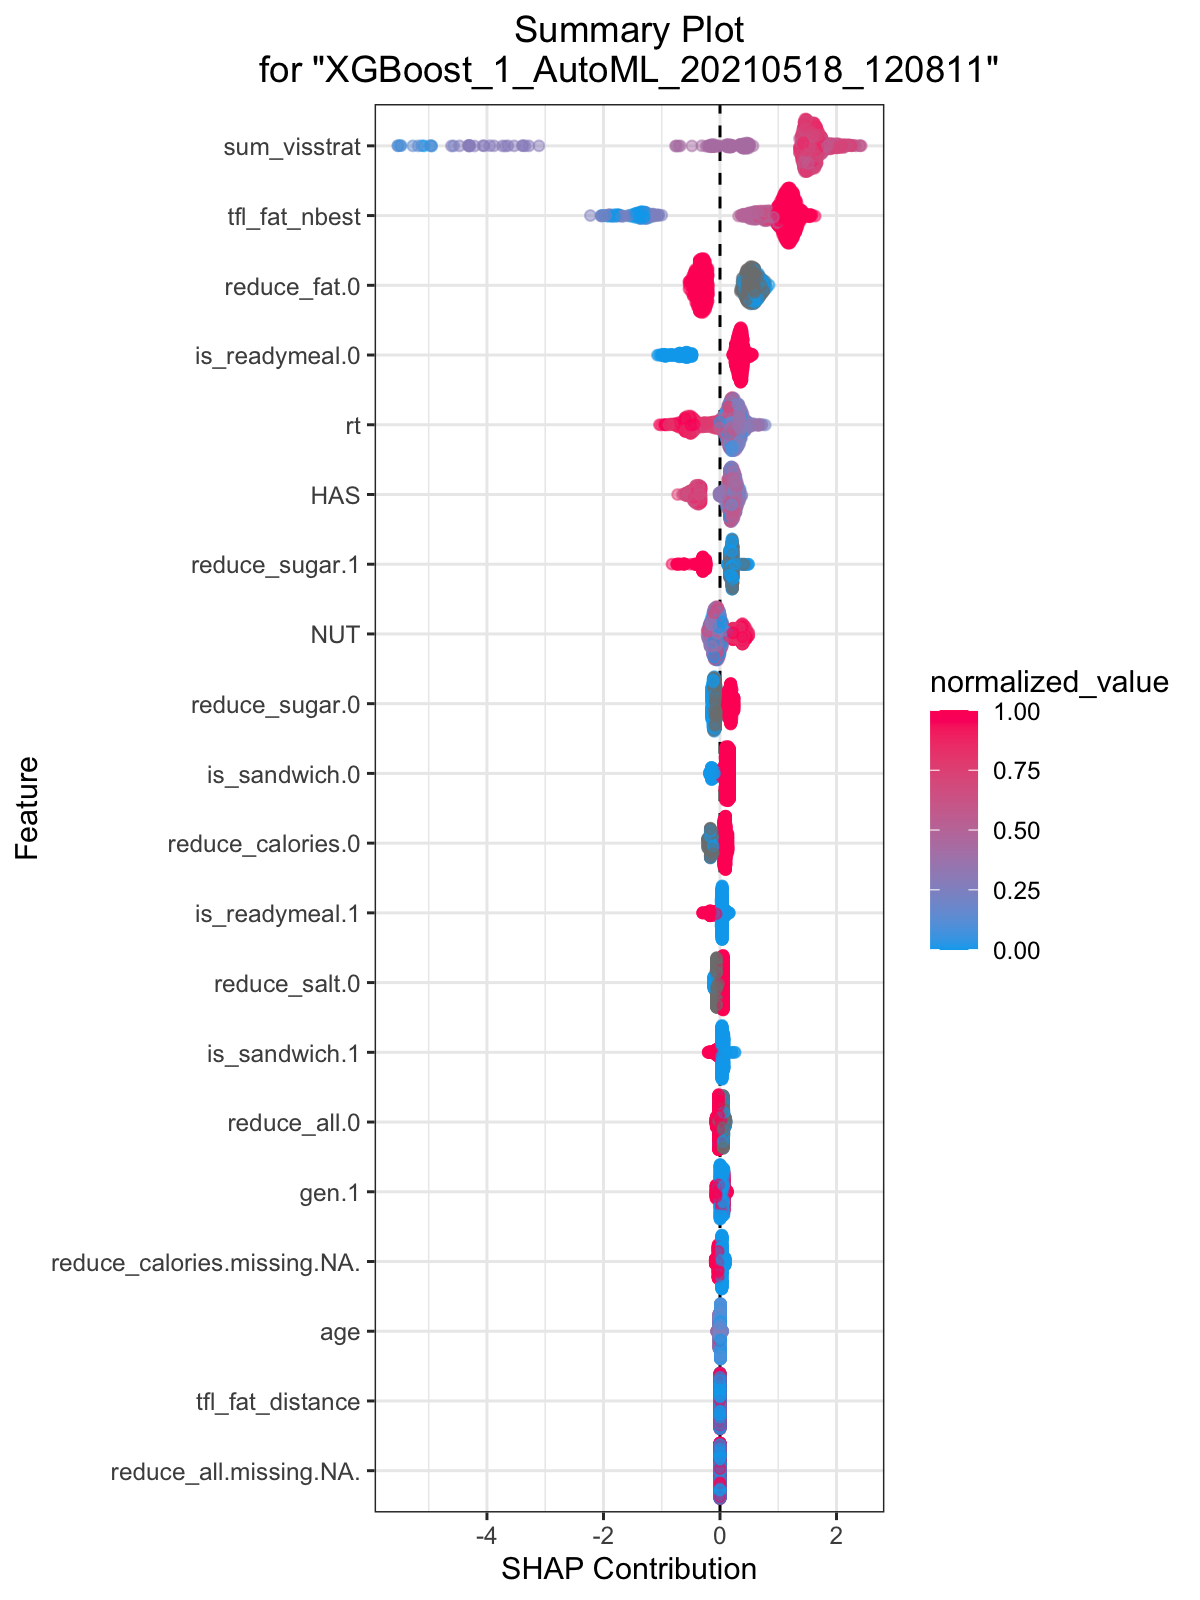 Summary Plot
for "XGBoost_1_AutoML_20210518_120811"
sum_visstrat
tfl_fat_nbest
reduce_fat.0
is_readymeal.0
rt
HAS
reduce_sugar.1
NUT
reduce_sugar.0
is_sandwich.0
reduce_calories.0
is_readymeal.1
reduce_salt.0
is_sandwich.1
reduce_all.0
gen.1
reduce_calories.missing.NA.
age
tfl_fat_distance
reduce_all.missing.NA.
Feature
-4
-2
0
2
SHAP Contribution
normalized_value
1.00
0.75
0.50
0.25
0.00